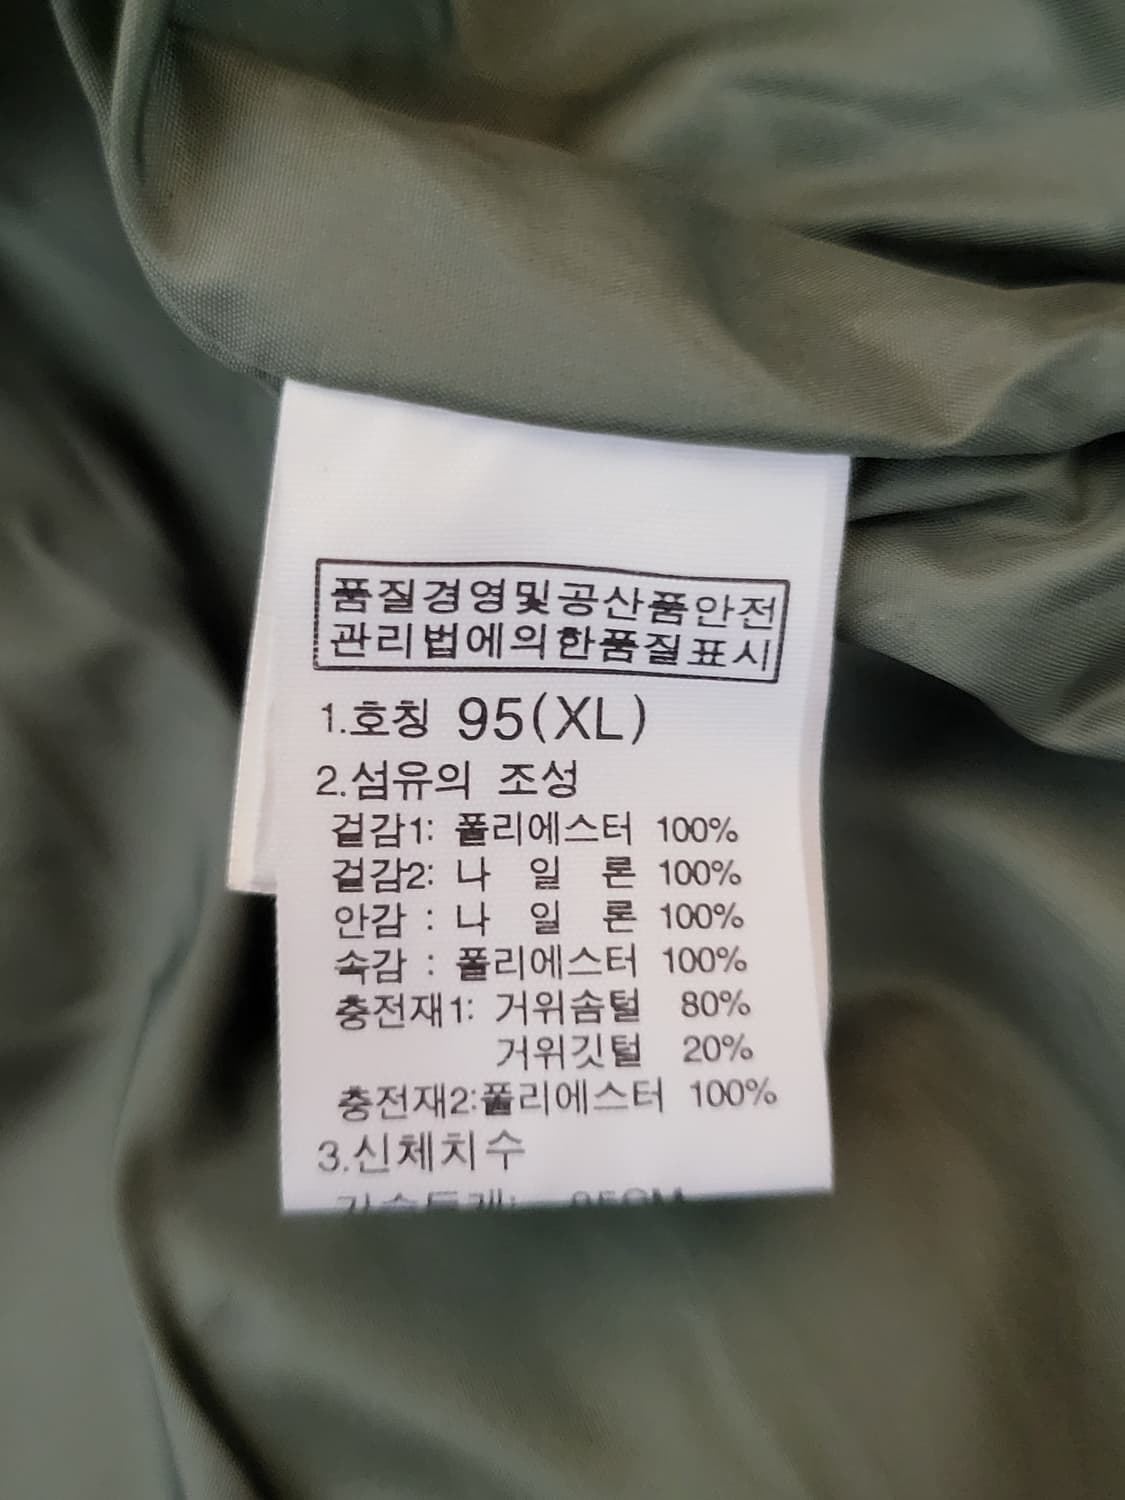 품질경영및공산품안전
관리법에의한품질표시
1.호칭 95(XL)
2.섬유의 조성
겉감1: 폴리에스터 100%
겉감2: 나 일 론 100%
안감 : 나 일 론 100%
속감 : 폴리에스터 100%
충전재1: 거위솜털 80%
거위깃털 20%
충전재2:폴리에스터 100%
3.신체치수